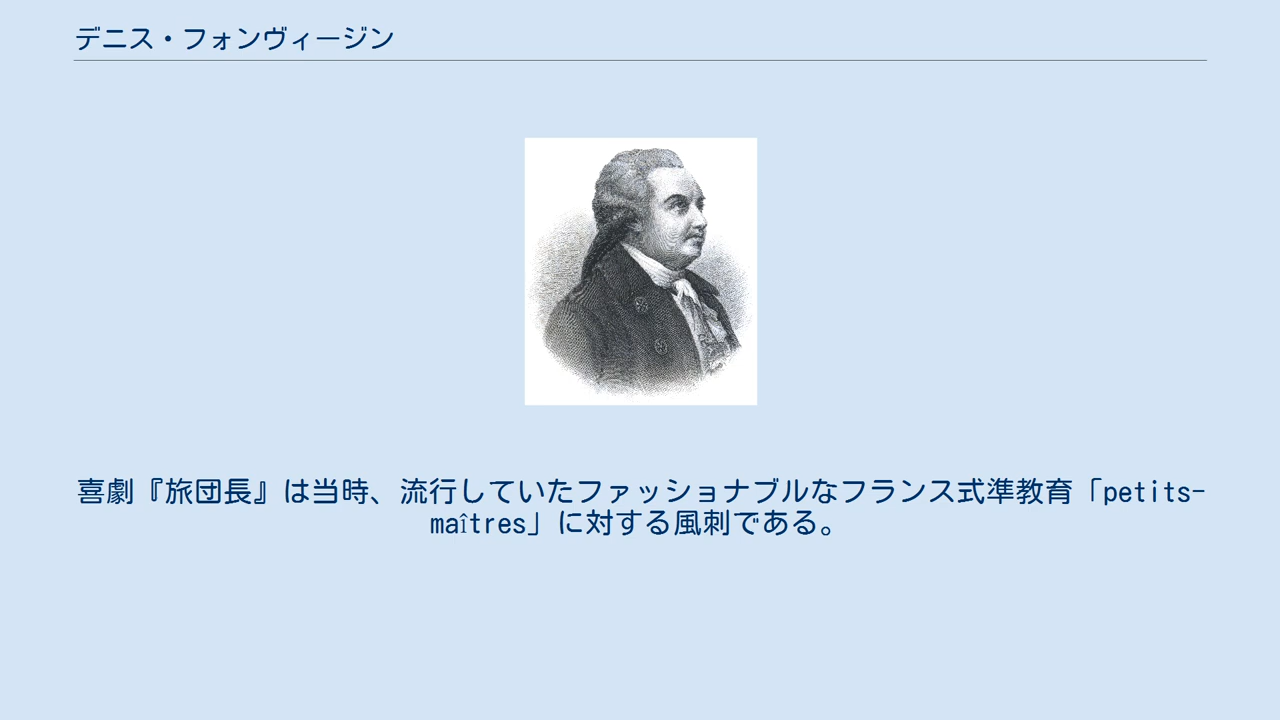 デニス・フォンヴィージン
喜劇『旅団長』は当時、流行していたファッショナブルなフランス式準教育「petits-
maîtres」に対する風刺である。